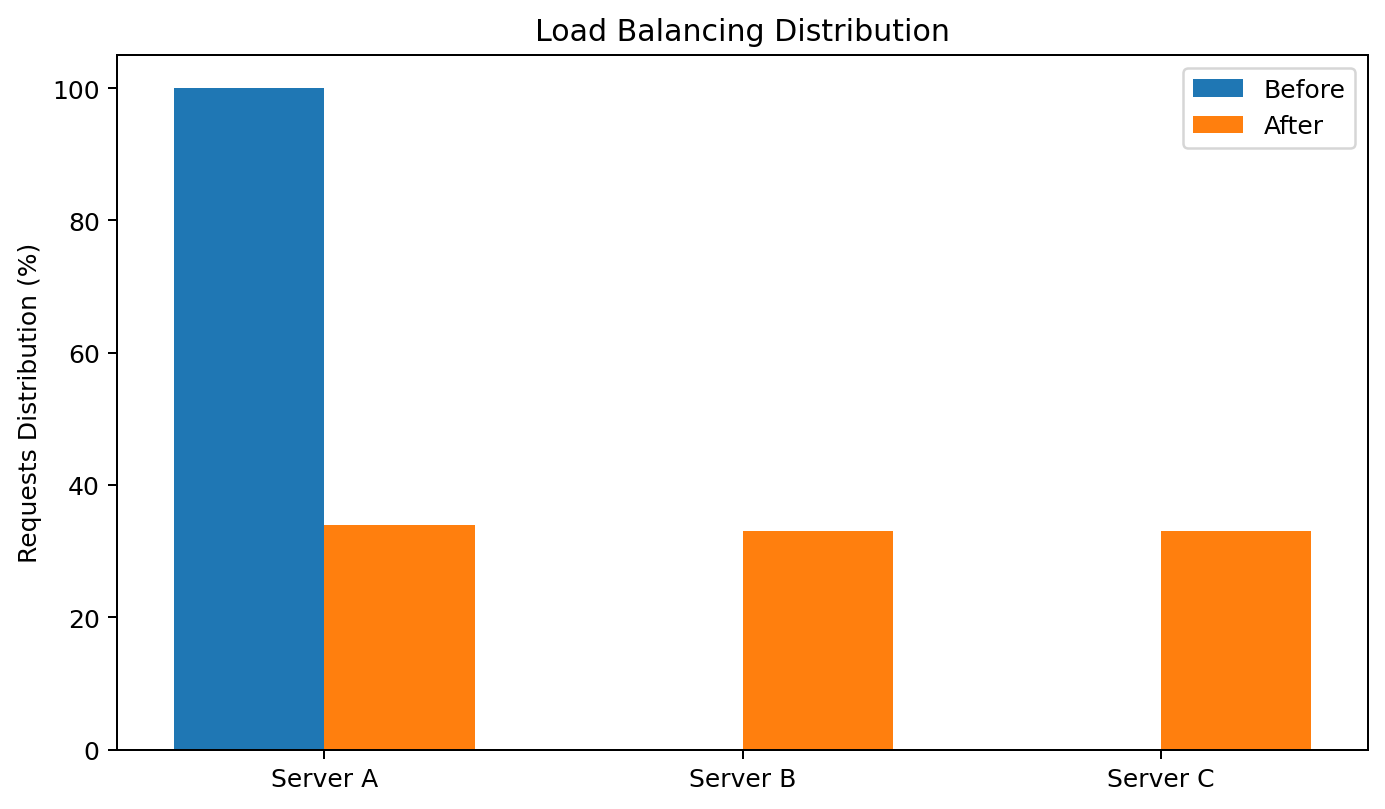 Load Balancing Distribution
Before
After
Requests Distribution (%)
100
80
60
40
20
0
Server A
Server B
Server C